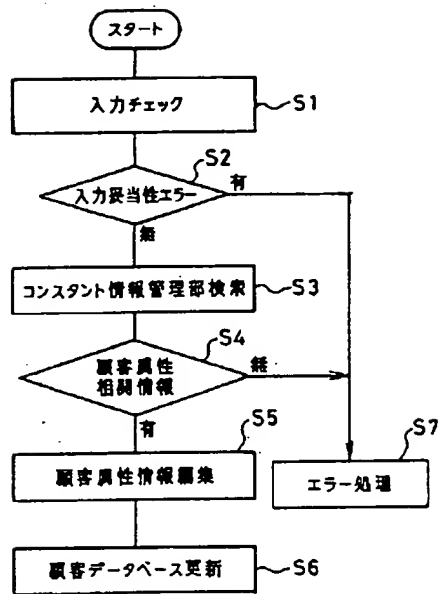 スタート
入力チェック
S1
S2
入力妥当性エラー
有
無
コンスタント情報管理部検索
S3
S4
顧客属性
相関情報
無
有
S5
顧客属性情報編集
S7
エラー処理
顧客データベース更新
S6